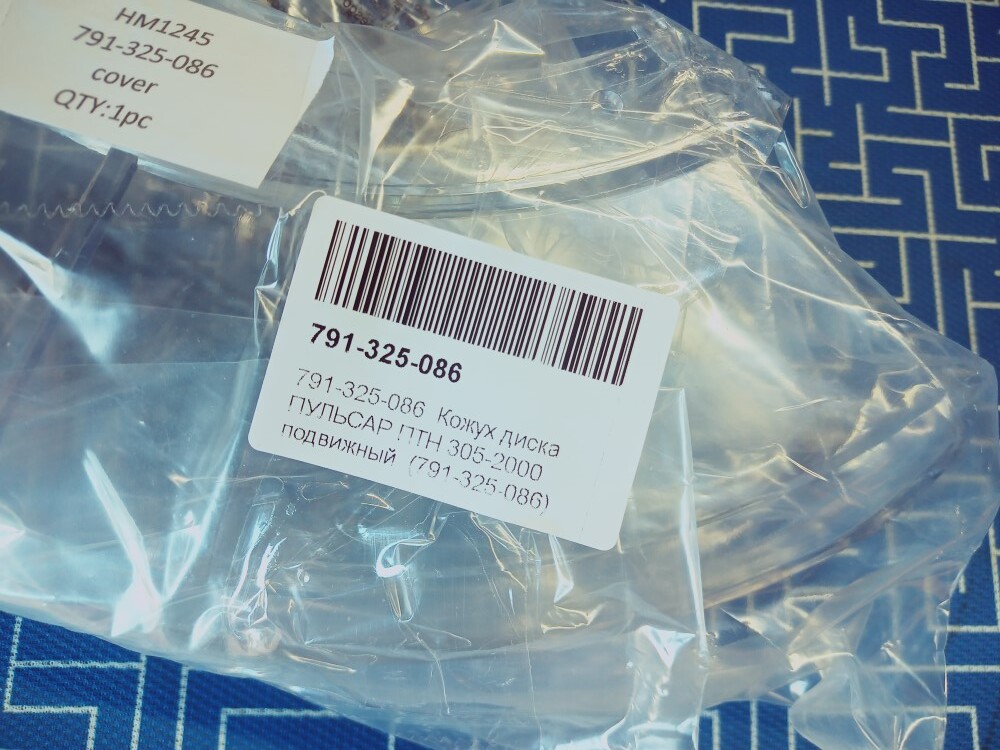 HM1245
791-325-086
cover
QTY:1pc
791-325-086
791-325-086 Кожух диска
ПУЛЬСАР ПТН 305-2000
подвижный (791-325-086)